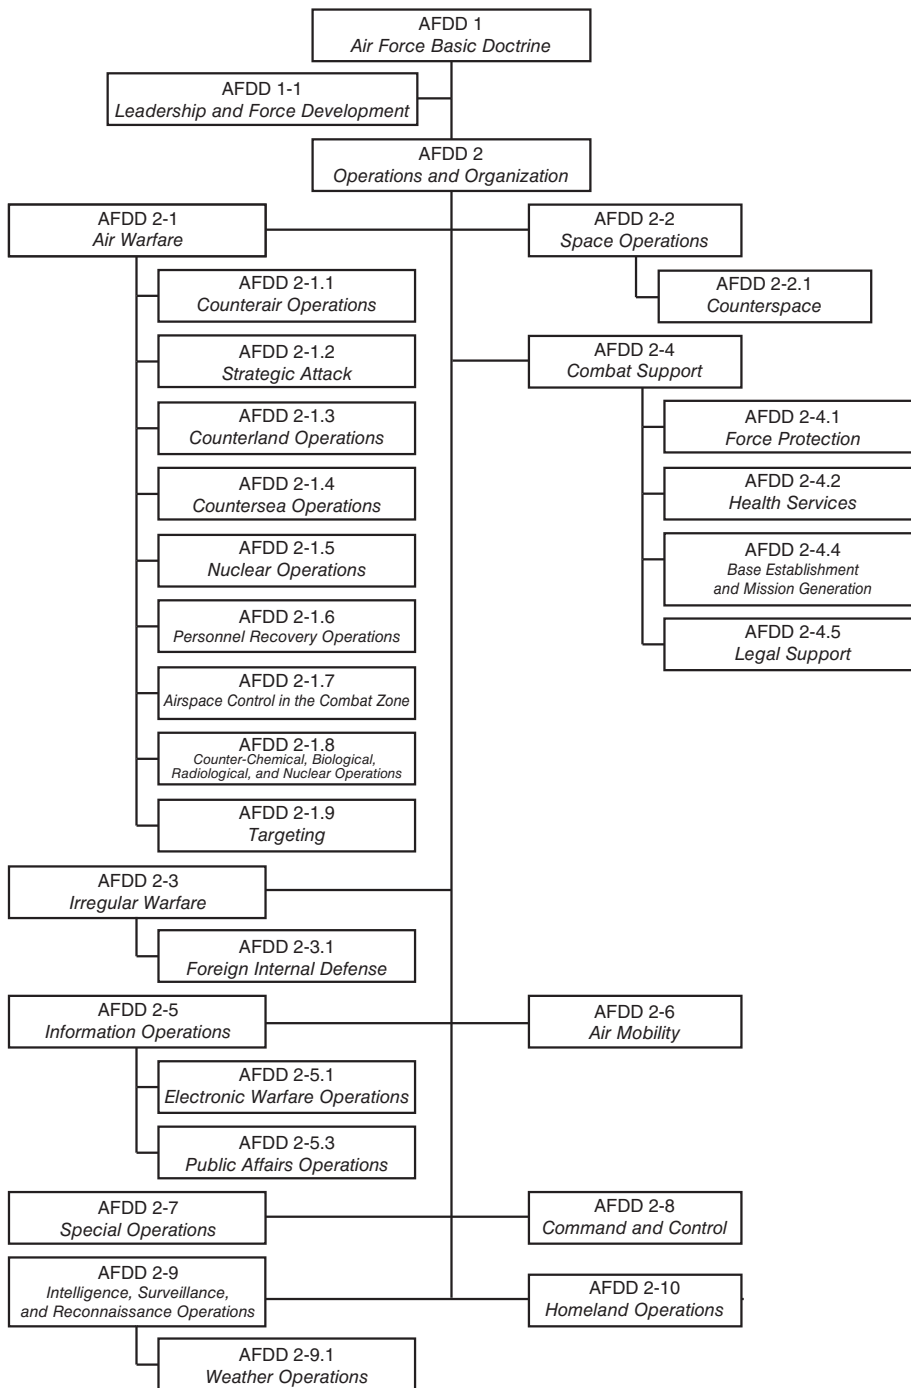 AFDD 1
Air Force Basic Doctrine
AFDD 1-1
Leadership and Force Development
AFDD 2
Operations and Organization
AFDD 2-1
Air Warfare
AFDD 2-2
Space Operations
AFDD 2-1.1
Counterair Operations
AFDD 2-2.1
Counterspace
AFDD 2-1.2
Strategic Attack
AFDD 2-4
Combat Support
AFDD 2-1.3
Counterland Operations
AFDD 2-4.1
Force Protection
AFDD 2-1.4
Countersea Operations
AFDD 2-4.2
Health Services
AFDD 2-1.5
Nuclear Operations
AFDD 2-4.4
Base Establishment
and Mission Generation
AFDD 2-1.6
Personnel Recovery Operations
AFDD 2-4.5
Legal Support
AFDD 2-1.7
Airspace Control in the Combat Zone
AFDD 2-1.8
Counter-Chemical, Biological,
Radiological, and Nuclear Operations
AFDD 2-1.9
Targeting
AFDD 2-3
Irregular Warfare
AFDD 2-3.1
Foreign Internal Defense
AFDD 2-5
Information Operations
AFDD 2-6
Air Mobility
AFDD 2-5.1
Electronic Warfare Operations
AFDD 2-5.3
Public Affairs Operations
AFDD 2-7
Special Operations
AFDD 2-8
Command and Control
AFDD 2-9
Intelligence, Surveillance,
and Reconnaissance Operations
AFDD 2-10
Homeland Operations
AFDD 2-9.1
Weather Operations